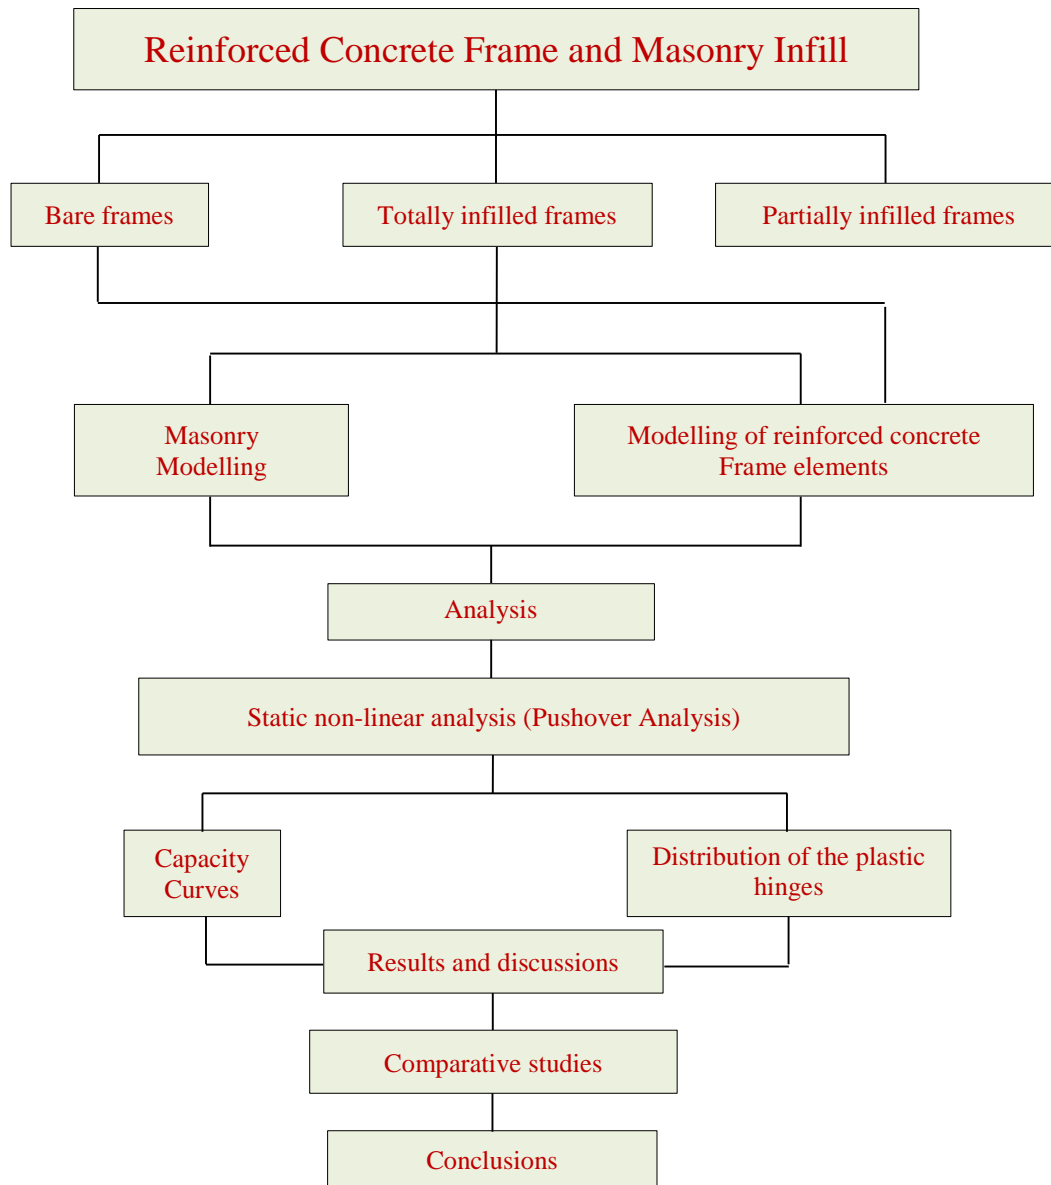 Reinforced Concrete Frame and Masonry Infill
Bare frames
Totally infilled frames
Partially infilled frames
Masonry
Modelling
Modelling of reinforced concrete
Frame elements
Analysis
Static non-linear analysis (Pushover Analysis)
Capacity
Curves
Distribution of the plastic
hinges
Results and discussions
Comparative studies
Conclusions